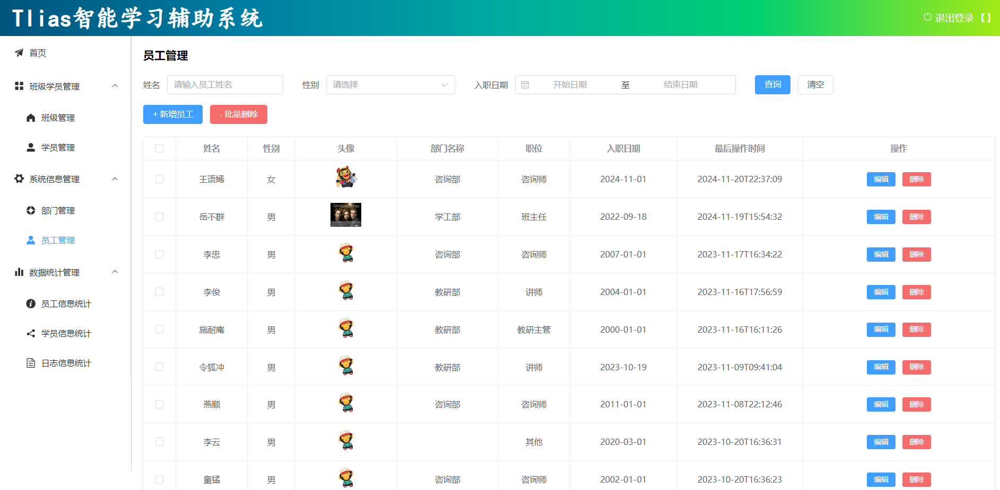 Tlias智能学习辅助系统
退出登录 【】
首页
班级学员管理
班级管理
学员管理
系统信息管理
部门管理
员工管理
数据统计管理
员工信息统计
学员信息统计
日志信息统计
员工管理
姓名 请输入员工姓名 性别 请选择 入职日期 开始日期 至 结束日期 查询 清空
+ 新增员工 - 批量删除
姓名 性别 头像 部门名称 职位 入职日期 最后操作时间 操作
王语嫣 女 咨询部 咨询师 2024-11-01 2024-11-20T22:37:09 编辑 删除
岳不群 男 学工部 班主任 2022-09-18 2024-11-19T15:54:32 编辑 删除
李忠 男 咨询部 咨询师 2007-01-01 2023-11-17T16:34:22 编辑 删除
李俊 男 教研部 讲师 2004-01-01 2023-11-16T17:56:59 编辑 删除
施耐庵 男 教研部 教研主管 2000-01-01 2023-11-16T16:11:26 编辑 删除
令狐冲 男 教研部 讲师 2023-10-19 2023-11-09T09:41:04 编辑 删除
燕顺 男 咨询部 咨询师 2011-01-01 2023-11-08T22:12:46 编辑 删除
李云 男 其他 2020-03-01 2023-10-20T16:36:31 编辑 删除
童猛 男 咨询部 咨询师 2002-01-01 2023-10-20T16:36:23 编辑 删除